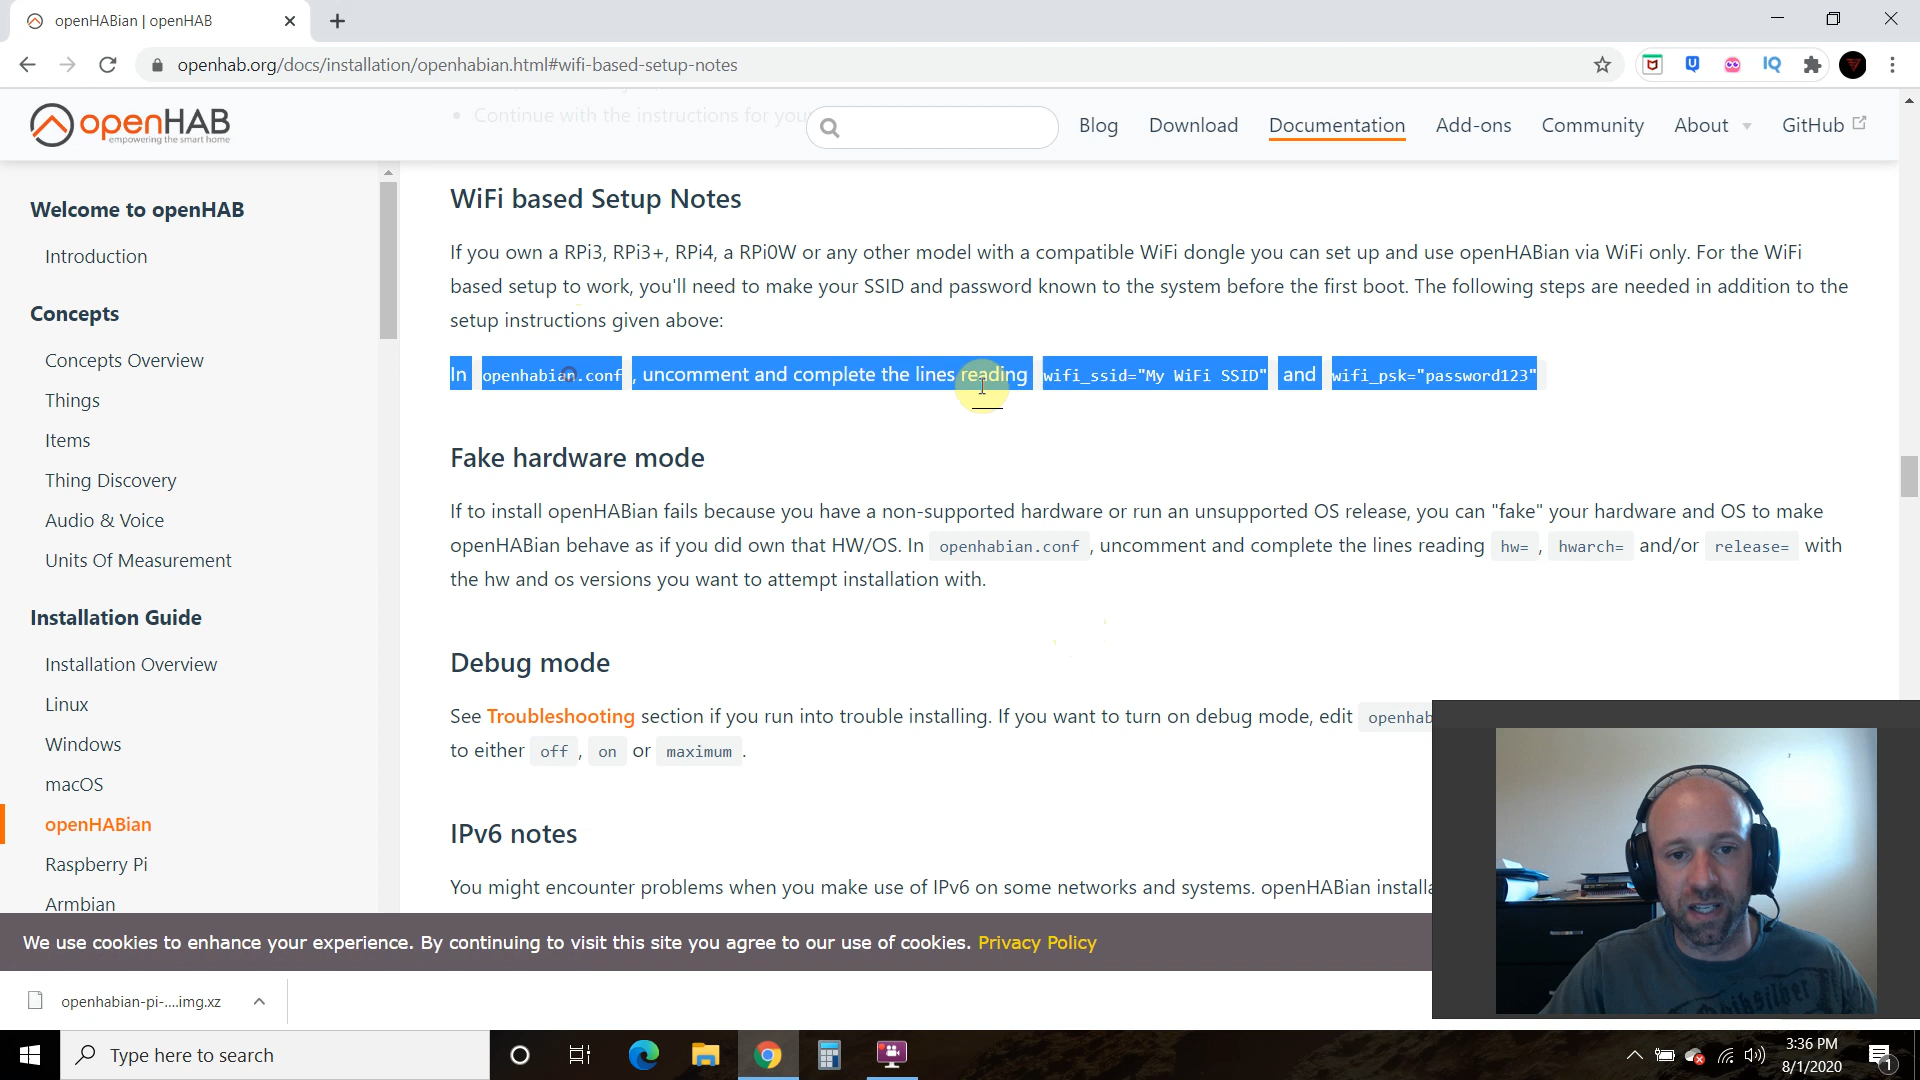 openHABian | openHAB
openhab.org/docs/installation/openhabian.html#wifi-based-setup-notes
openHAB
empowering the smart home
Continue with the instructions for you
Blog
Download
Documentation
Add-ons
Community
About
GitHub
Welcome to openHAB
Introduction
Concepts
Concepts Overview
Things
Items
Thing Discovery
Audio & Voice
Units Of Measurement
Installation Guide
Installation Overview
Linux
Windows
macOS
openHABian
Raspberry Pi
Armbian
WiFi based Setup Notes
If you own a RPi3, RPi3+, RPi4, a RPi0W or any other model with a compatible WiFi dongle you can set up and use openHABian via WiFi only. For the WiFi
based setup to work, you'll need to make your SSID and password known to the system before the first boot. The following steps are needed in addition to the
setup instructions given above:
In openhabian.conf , uncomment and complete the lines reading wifi_ssid="My WiFi SSID" and wifi_psk="password123"
Fake hardware mode
If to install openHABian fails because you have a non-supported hardware or run an unsupported OS release, you can "fake" your hardware and OS to make
openHABian behave as if you did own that HW/OS. In openhabian.conf , uncomment and complete the lines reading hw= , hwarch= and/or release= with
the hw and os versions you want to attempt installation with.
Debug mode
See Troubleshooting section if you run into trouble installing. If you want to turn on debug mode, edit openhab
to either off , on or maximum .
IPv6 notes
You might encounter problems when you make use of IPv6 on some networks and systems. openHABian installa
We use cookies to enhance your experience. By continuing to visit this site you agree to our use of cookies. Privacy Policy
openhabian-pi-....img.xz
Type here to search
3:36 PM
8/1/2020
1